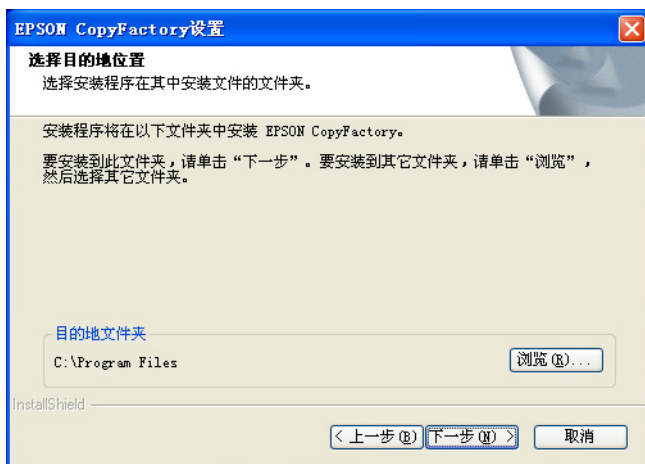 EPSON CopyFactory设置
选择目的地位置
选择安装程序在其中安装文件的文件夹。
安装程序将在以下文件夹中安装 EPSON CopyFactory。
要安装到此文件夹，请单击“下一步”。要安装到其它文件夹，请单击“浏览”，
然后选择其它文件夹。
目的地文件夹
C:\Program Files
浏览(R)...
InstallShield
< 上一步(B)
下一步(N) >
取消